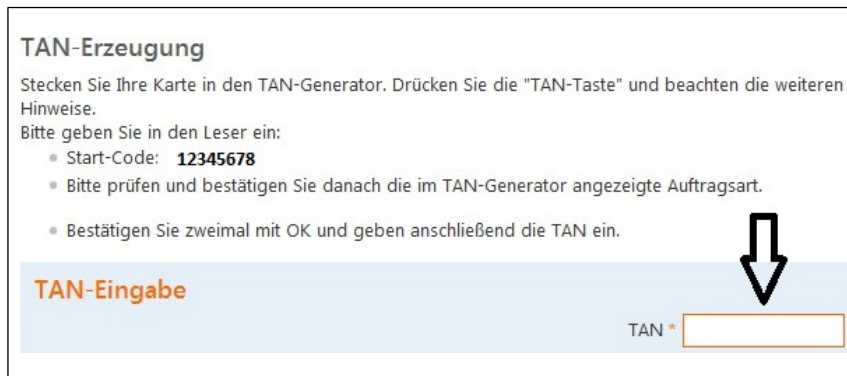 TAN-Erzeugung
Stecken Sie Ihre Karte in den TAN-Generator. Drücken Sie die "TAN-Taste" und beachten die weiteren
Hinweise.
Bitte geben Sie in den Leser ein:
Start-Code: 12345678
Bitte prüfen und bestätigen Sie danach die im TAN-Generator angezeigte Auftragsart.
Bestätigen Sie zweimal mit OK und geben anschließend die TAN ein.
TAN-Eingabe
TAN *